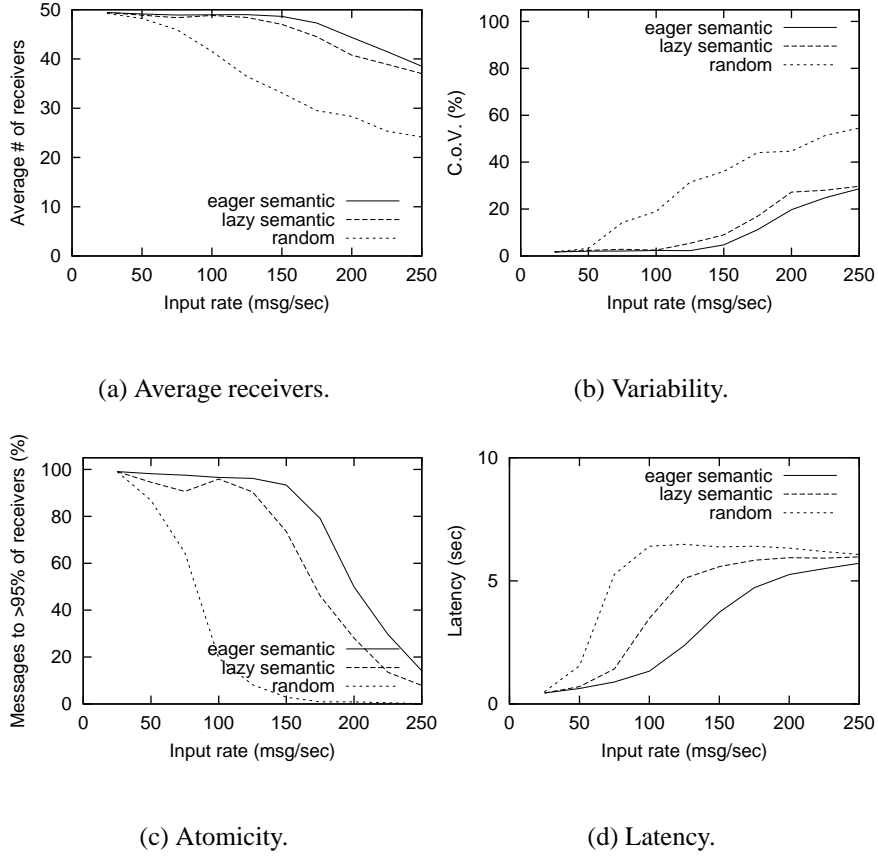 50
40
30
20
10
0
0 50 100 150 200 250
Average # of receivers
Input rate (msg/sec)
eager semantic
lazy semantic
random
(a) Average receivers.
100
80
60
40
20
0
0 50 100 150 200 250
C.o.V. (%)
Input rate (msg/sec)
eager semantic
lazy semantic
random
(b) Variability.
100
80
60
40
20
0
0 50 100 150 200 250
Messages to >95% of receivers (%)
Input rate (msg/sec)
eager semantic
lazy semantic
random
(c) Atomicity.
10
5
0
0 50 100 150 200 250
Latency (sec)
Input rate (msg/sec)
eager semantic
lazy semantic
random
(d) Latency.